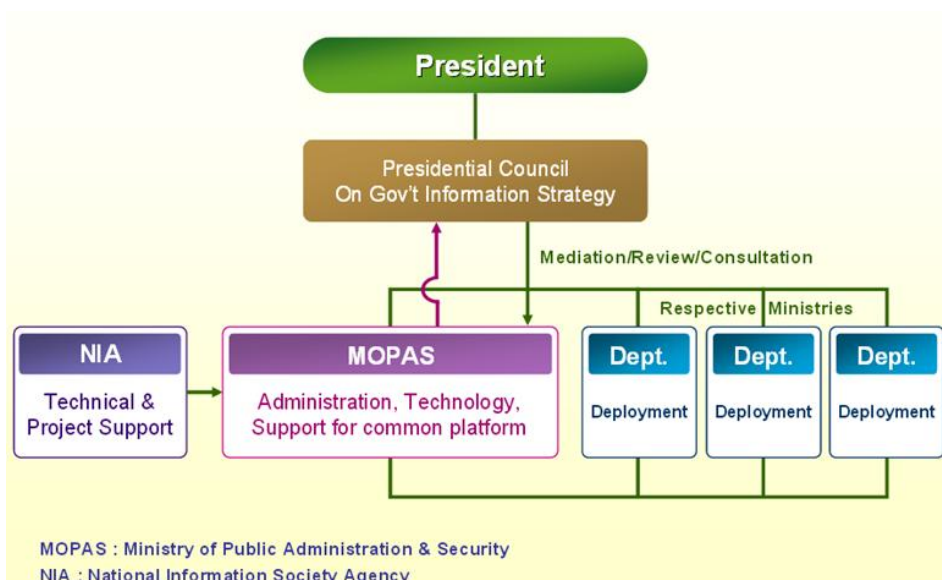 President
Presidential Council
On Gov't Information Strategy
Mediation/Review/Consultation
Respective Ministries
NIA
Technical &
Project Support
MOPAS
Administration, Technology,
Support for common platform
Dept.
Deployment
Dept.
Deployment
Dept.
Deployment
MOPAS : Ministry of Public Administration & Security
NIA : National Information Society Agency